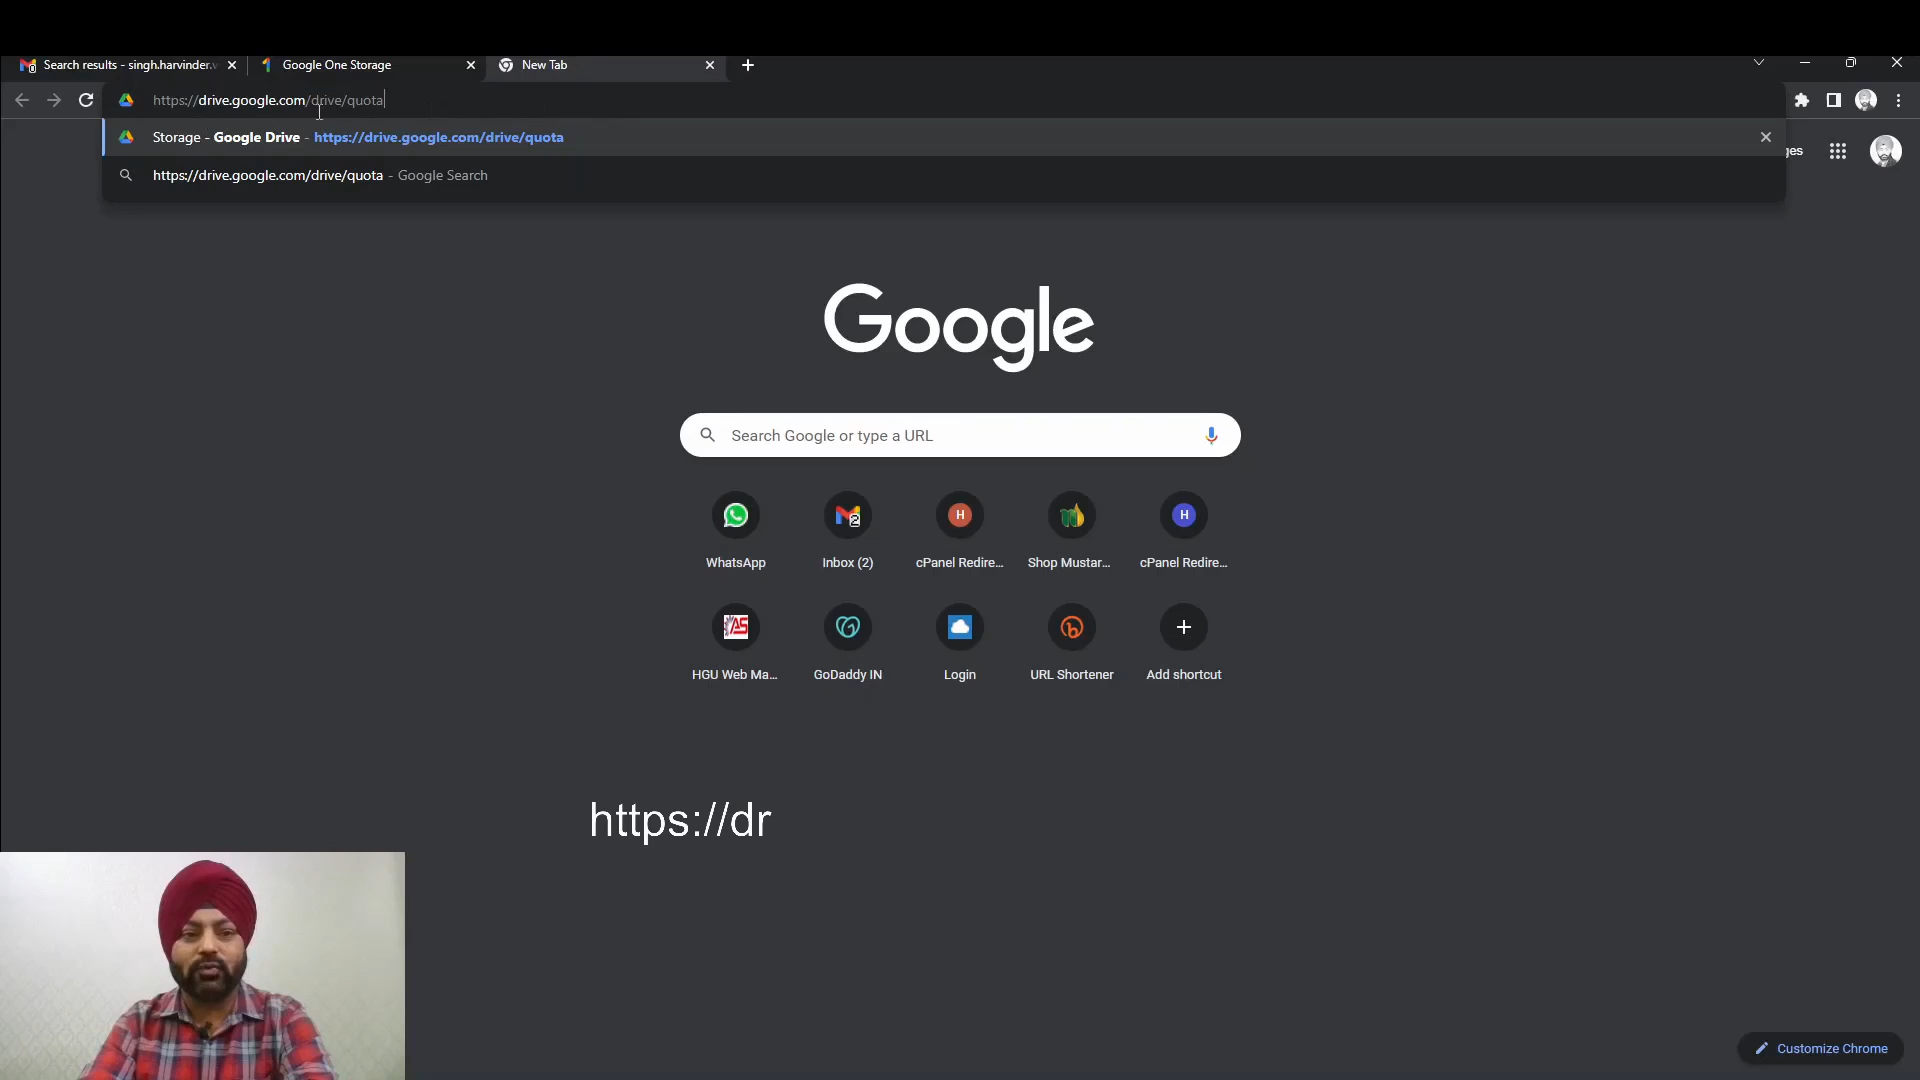 Search results - singh.harvinder.
Google One Storage
New Tab
https://drive.google.com/drive/quota
Storage - Google Drive - https://drive.google.com/drive/quota
https://drive.google.com/drive/quota - Google Search
ges
Google
Search Google or type a URL
2
H
H
WhatsApp
Inbox (2)
cPanel Redire...
Shop Mustar...
cPanel Redire...
AS
b
HGU Web Ma...
GoDaddy IN
Login
URL Shortener
Add shortcut
https://dr
Customize Chrome